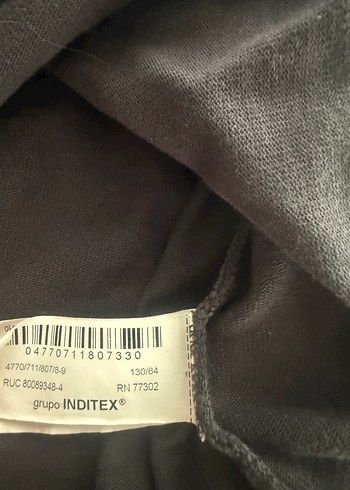 04770711807330
4770/711/807/8-9 130/64
RUC 80089348-4 RN 77302
grupo INDITEX®